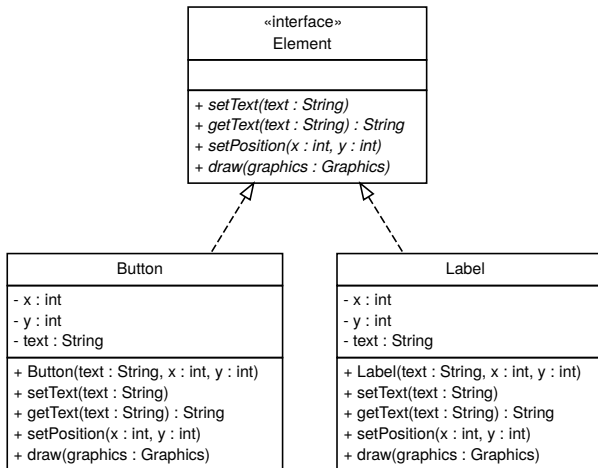 «interface»
Element
+ setText(text : String)
+ getText(text : String) : String
+ setPosition(x : int, y : int)
+ draw(graphics : Graphics)
Button
- x : int
- y : int
- text : String
+ Button(text : String, x : int, y : int)
+ setText(text : String)
+ getText(text : String) : String
+ setPosition(x : int, y : int)
+ draw(graphics : Graphics)
Label
- x : int
- y : int
- text : String
+ Label(text : String, x : int, y : int)
+ setText(text : String)
+ getText(text : String) : String
+ setPosition(x : int, y : int)
+ draw(graphics : Graphics)